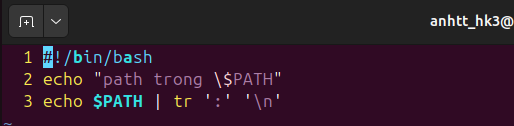 anhtt_hk3@
1 #!/bin/bash
2 echo "path trong \$PATH"
3 echo $PATH | tr ':' '\n'
~